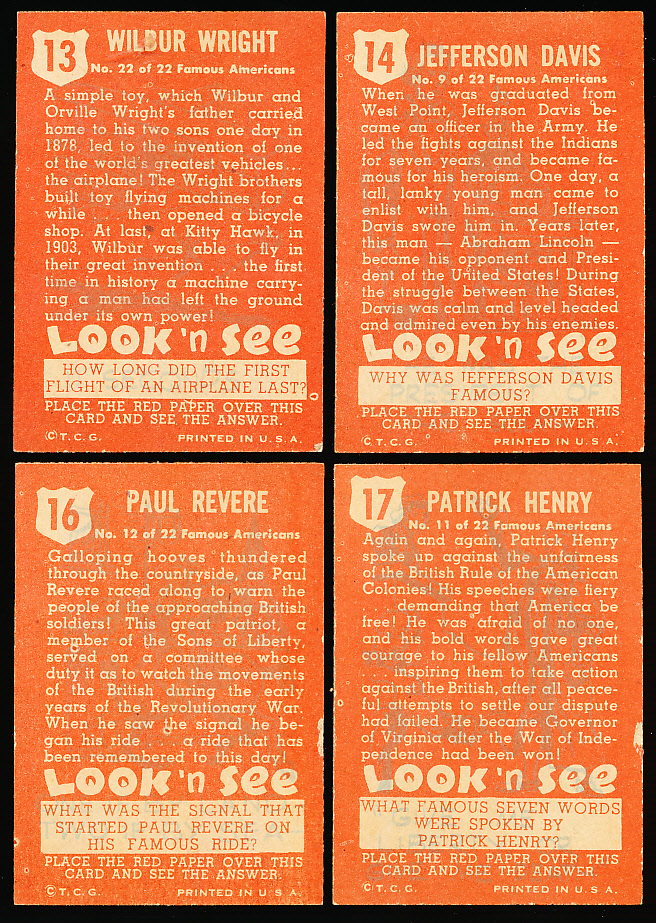 13
WILBUR WRIGHT
No. 22 of 22 Famous Americans
A simple toy, which Wilbur and
Orville Wright's father carried
home to his two sons one day in
1878, led to the invention of one
of the world's greatest vehicles...
the airplane! The Wright brothers
built toy flying machines for a
while ... then opened a bicycle
shop. At last, at Kitty Hawk, in
1903, Wilbur was able to fly in
their great invention ... the first
time in history a machine carry-
ing a man had left the ground
under its own power!
LOOK 'n SEE
HOW LONG DID THE FIRST
FLIGHT OF AN AIRPLANE LAST?
PLACE THE RED PAPER OVER THIS
CARD AND SEE THE ANSWER.
©T.C.G. PRINTED IN U.S.A.
14
JEFFERSON DAVIS
No. 9 of 22 Famous Americans
When he was graduated from
West Point, Jefferson Davis be-
came an officer in the Army. He
led the fights against the Indians
for seven years, and became fa-
mous for his heroism. One day, a
tall, lanky young man came to
enlist with him, and Jefferson
Davis swore him in. Years later,
this man — Abraham Lincoln —
became his opponent and Presi-
dent of the United States! During
the struggle between the States,
Davis was calm and level headed
and admired even by his enemies.
LOOK 'n SEE
WHY WAS JEFFERSON DAVIS
FAMOUS?
PLACE THE RED PAPER OVER THIS
CARD AND SEE THE ANSWER.
©T.C.G. PRINTED IN U.S.A.
16
PAUL REVERE
No. 12 of 22 Famous Americans
Galloping hooves thundered
through the countryside, as Paul
Revere raced along to warn the
people of the approaching British
soldiers! This great patriot, a
member of the Sons of Liberty,
served on a committee whose
duty it as to watch the movements
of the British during the early
years of the Revolutionary War.
When he saw the signal he be-
gan his ride ... a ride that has
been remembered to this day!
LOOK 'n SEE
WHAT WAS THE SIGNAL THAT
STARTED PAUL REVERE ON
HIS FAMOUS RIDE?
PLACE THE RED PAPER OVER THIS
CARD AND SEE THE ANSWER.
©T.C.G. PRINTED IN U.S.A.
17
PATRICK HENRY
No. 11 of 22 Famous Americans
Again and again, Patrick Henry
spoke up against the unfairness
of the British Rule of the American
Colonies! His speeches were fiery
... demanding that America be
free! He was afraid of no one,
and his bold words gave great
courage to his fellow Americans
... inspiring them to take action
against the British, after all peace-
ful attempts to settle our dispute
had failed. He became Governor
of Virginia after the War of Inde-
pendence had been won!
LOOK 'n SEE
WHAT FAMOUS SEVEN WORDS
WERE SPOKEN BY
PATRICK HENRY?
PLACE THE RED PAPER OVER THIS
CARD AND SEE THE ANSWER.
©T.C.G. PRINTED IN U.S.A.